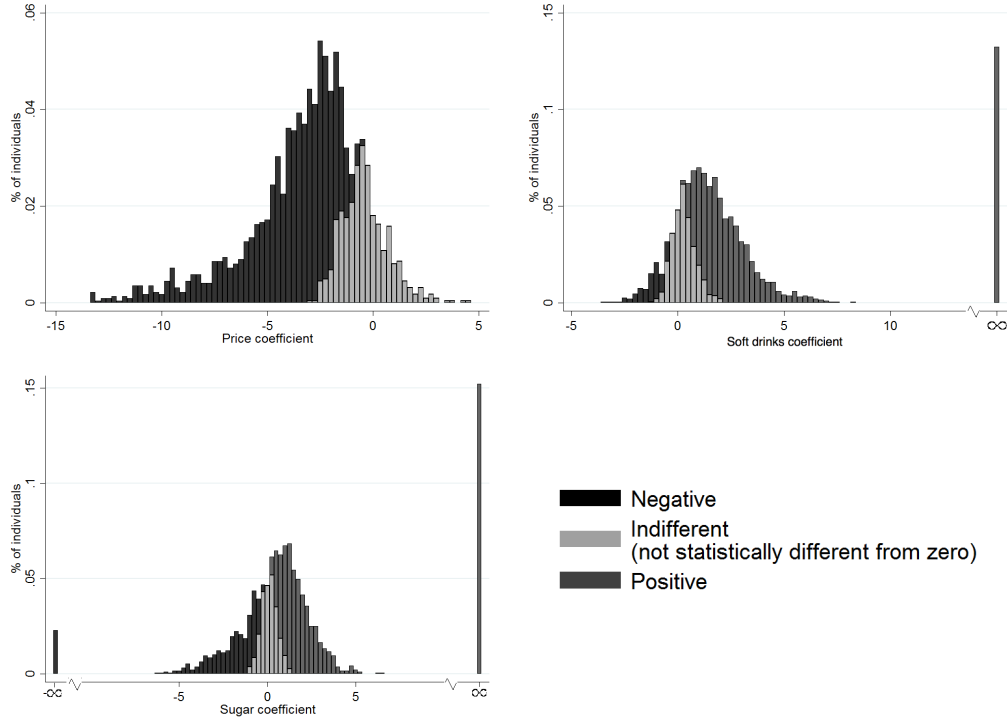 % of individuals
.06
.04
.02
0
-15
-10
-5
0
5
Price coefficient
% of individuals
.15
.1
.05
0
-5
0
5
10
∞
Soft drinks coefficient
% of individuals
.15
.1
.05
0
-∞
-5
0
5
∞
Sugar coefficient
Negative
Indifferent
(not statistically different from zero)
Positive